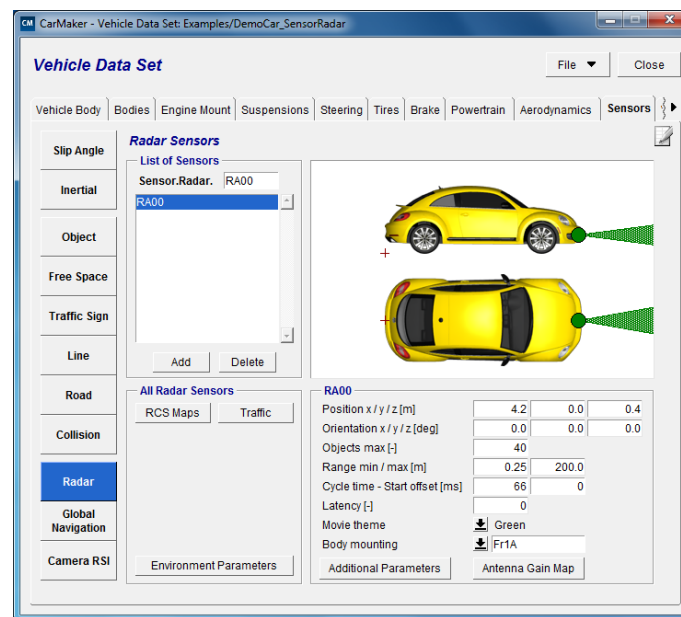 CM CarMaker - Vehicle Data Set: Examples/DemoCar_SensorRadar
Vehicle Data Set
File
Close
Vehicle Body Bodies Engine Mount Suspensions Steering Tires Brake Powertrain Aerodynamics Sensors
Slip Angle
Inertial
Object
Free Space
Traffic Sign
Line
Road
Collision
Radar
Global
Navigation
Camera RSI
Radar Sensors
List of Sensors
Sensor.Radar. RA00
RA00
Add Delete
All Radar Sensors
RCS Maps Traffic
Environment Parameters
RA00
Position x / y / z [m] 4.2 0.0 0.4
Orientation x / y / z [deg] 0.0 0.0 0.0
Objects max [-] 40
Range min / max [m] 0.25 200.0
Cycle time - Start offset [ms] 66 0
Latency [-] 0
Movie theme Green
Body mounting Fr1A
Additional Parameters Antenna Gain Map